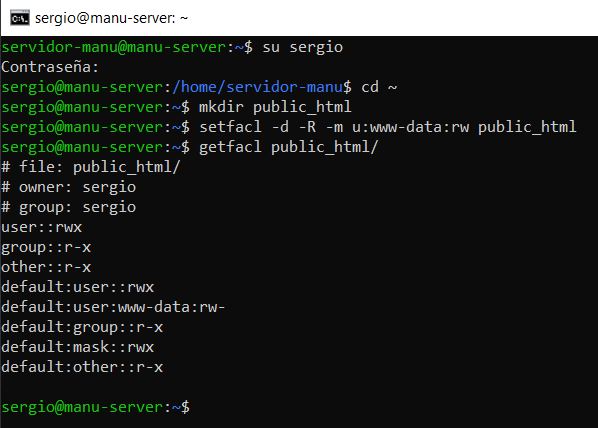 sergio@manu-server: ~
servidor-manu@manu-server:~$ su sergio
Contraseña:
sergio@manu-server:/home/servidor-manu$ cd ~
sergio@manu-server:~$ mkdir public_html
sergio@manu-server:~$ setfacl -d -R -m u:www-data:rw public_html
sergio@manu-server:~$ getfacl public_html/
# file: public_html/
# owner: sergio
# group: sergio
user::rwx
group::r-x
other::r-x
default:user::rwx
default:user:www-data:rw-
default:group::r-x
default:mask::rwx
default:other::r-x
sergio@manu-server:~$